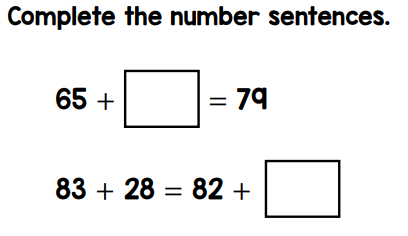 Complete the number sentences.
65 + = 79
83 + 28 = 82 +